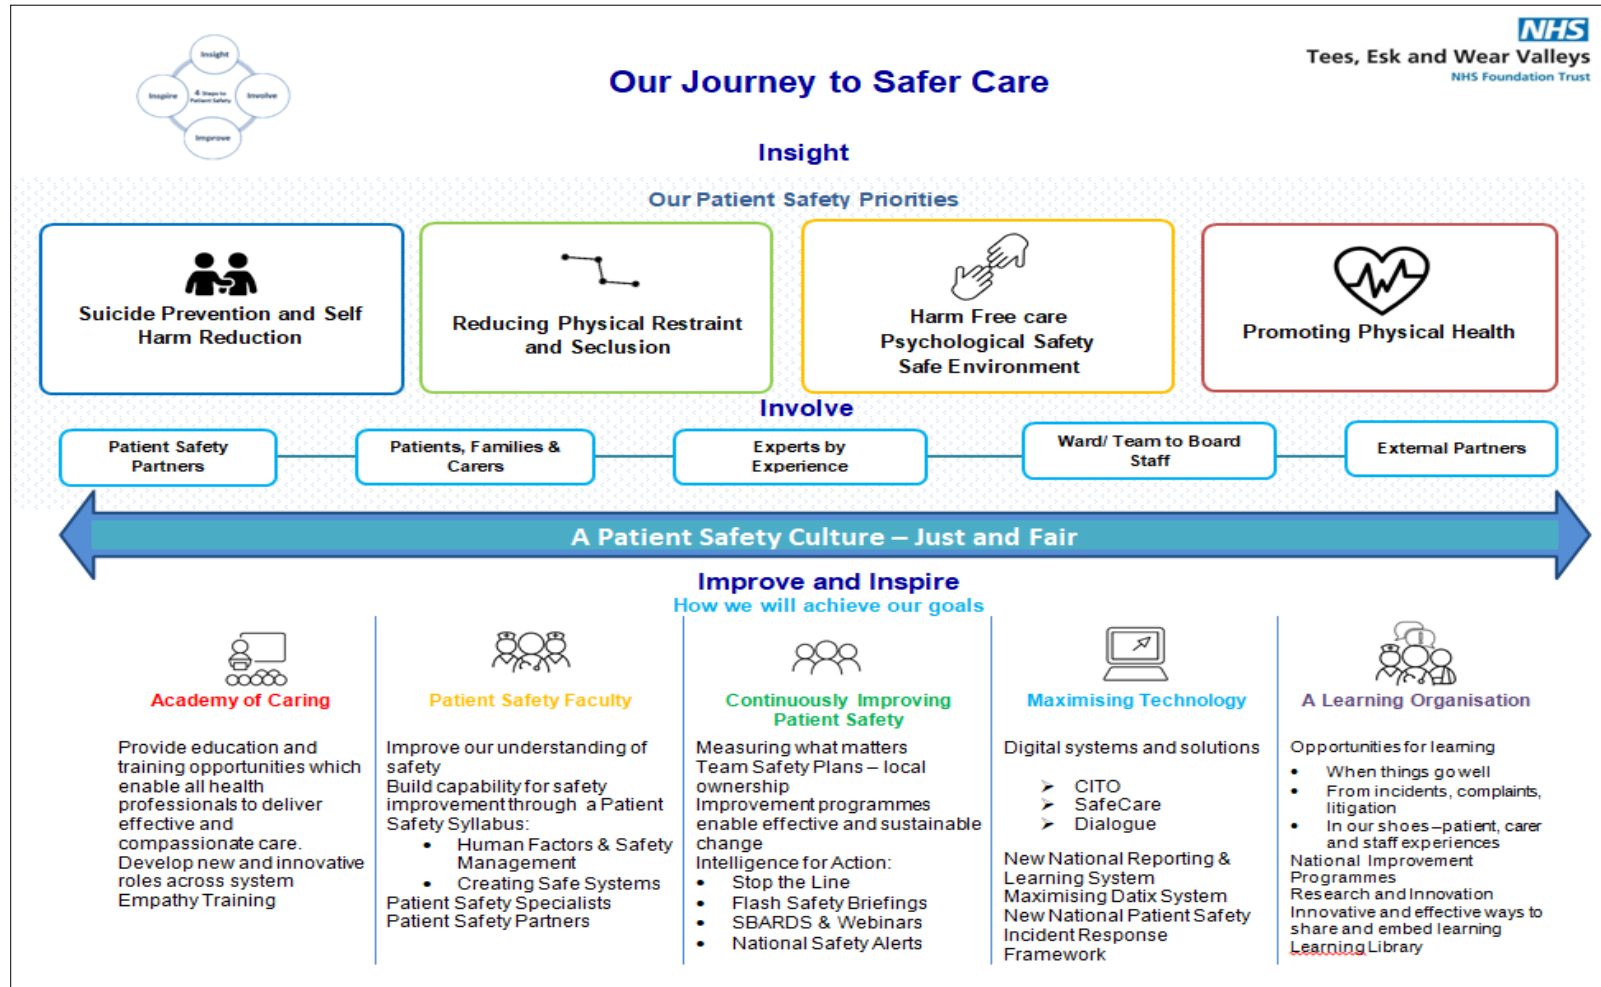 Insight
Inspire
4 Steps to
Patient Safety
Involve
Improve
Our Journey to Safer Care
NHS
Tees, Esk and Wear Valleys
NHS Foundation Trust
Insight
Our Patient Safety Priorities
Suicide Prevention and Self
Harm Reduction
Reducing Physical Restraint
and Seclusion
Harm Free care
Psychological Safety
Safe Environment
Promoting Physical Health
Involve
Patient Safety
Partners
Patients, Families &
Carers
Experts by
Experience
Ward/ Team to Board
Staff
External Partners
A Patient Safety Culture – Just and Fair
Improve and Inspire
How we will achieve our goals
Academy of Caring
Provide education and
training opportunities which
enable all health
professionals to deliver
effective and
compassionate care.
Develop new and innovative
roles across system
Empathy Training
Patient Safety Faculty
Improve our understanding of
safety
Build capability for safety
improvement through a Patient
Safety Syllabus:
• Human Factors & Safety
Management
• Creating Safe Systems
Patient Safety Specialists
Patient Safety Partners
Continuously Improving
Patient Safety
Measuring what matters
Team Safety Plans – local
ownership
Improvement programmes
enable effective and sustainable
change
Intelligence for Action:
• Stop the Line
• Flash Safety Briefings
• SBARDS & Webinars
• National Safety Alerts
Maximising Technology
Digital systems and solutions
➢ CITO
➢ SafeCare
➢ Dialogue
New National Reporting &
Learning System
Maximising Datix System
New National Patient Safety
Incident Response
Framework
A Learning Organisation
Opportunities for learning
• When things go well
• From incidents, complaints,
litigation
• In our shoes –patient, carer
and staff experiences
National Improvement
Programmes
Research and Innovation
Innovative and effective ways to
share and embed learning
Learning Library